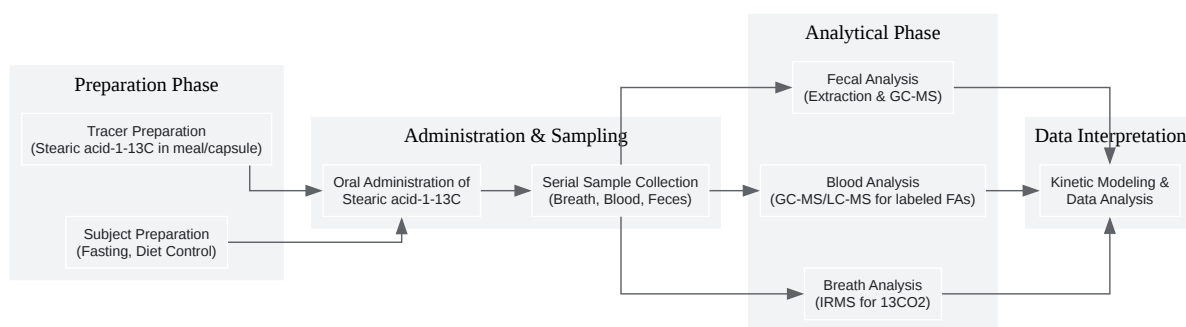 Preparation Phase
Tracer Preparation
(Stearic acid-1-13C in meal/capsule)
Subject Preparation
(Fasting, Diet Control)
Administration & Sampling
Oral Administration of
Stearic acid-1-13C
Serial Sample Collection
(Breath, Blood, Feces)
Analytical Phase
Fecal Analysis
(Extraction & GC-MS)
Blood Analysis
(GC-MS/LC-MS for labeled FAs)
Breath Analysis
(IRMS for 13CO2)
Data Interpretation
Kinetic Modeling &
Data Analysis